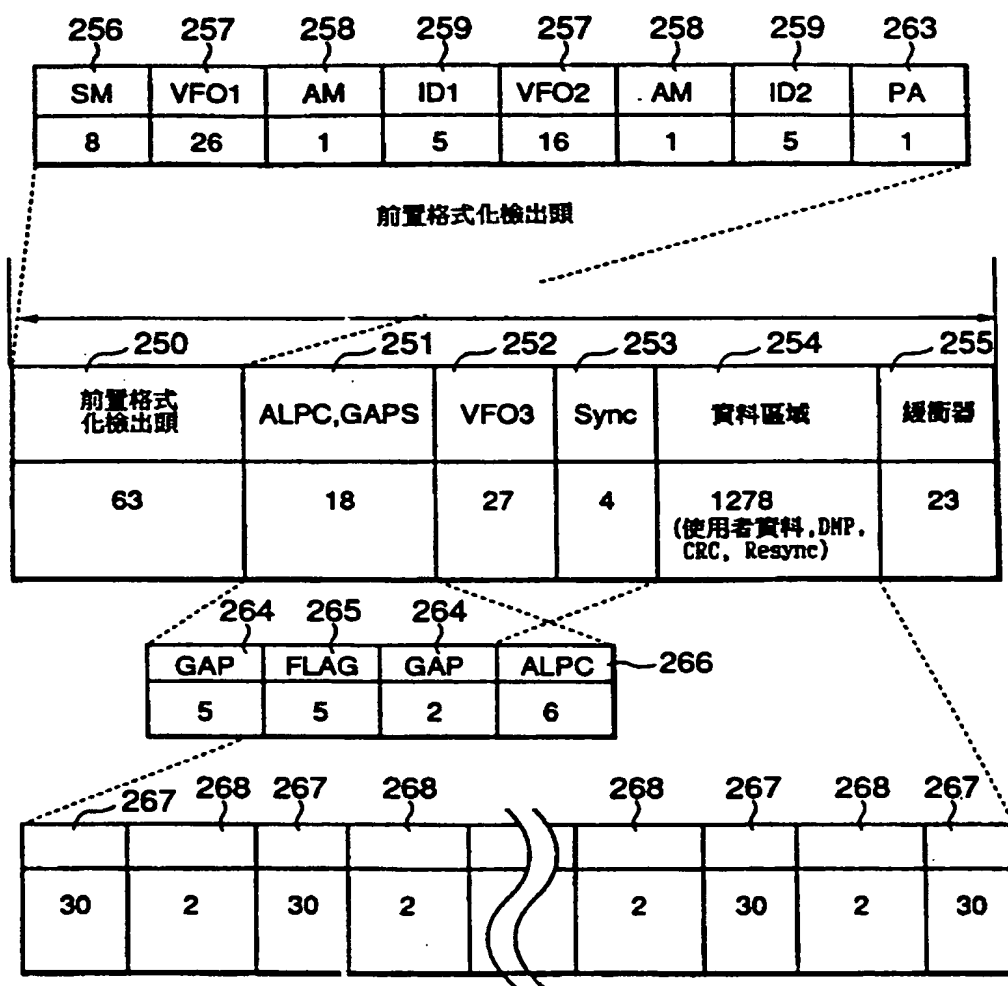 256 257 258 259 257 258 259 263
SM VFO1 AM ID1 VFO2 AM ID2 PA
8 26 1 5 16 1 5 1
前置格式化檢出頭
250 251 252 253 254 255
前置格式
化檢出頭 ALPC,GAPS VFO3 Sync 資料區域 緩衝器
63 18 27 4 1278 23
(使用者資料,DMP,
CRC, Resync)
264 265 264
GAP FLAG GAP ALPC 266
5 5 2 6
267 268 267 268 268 267 268 267
30 2 30 2 2 30 2 30